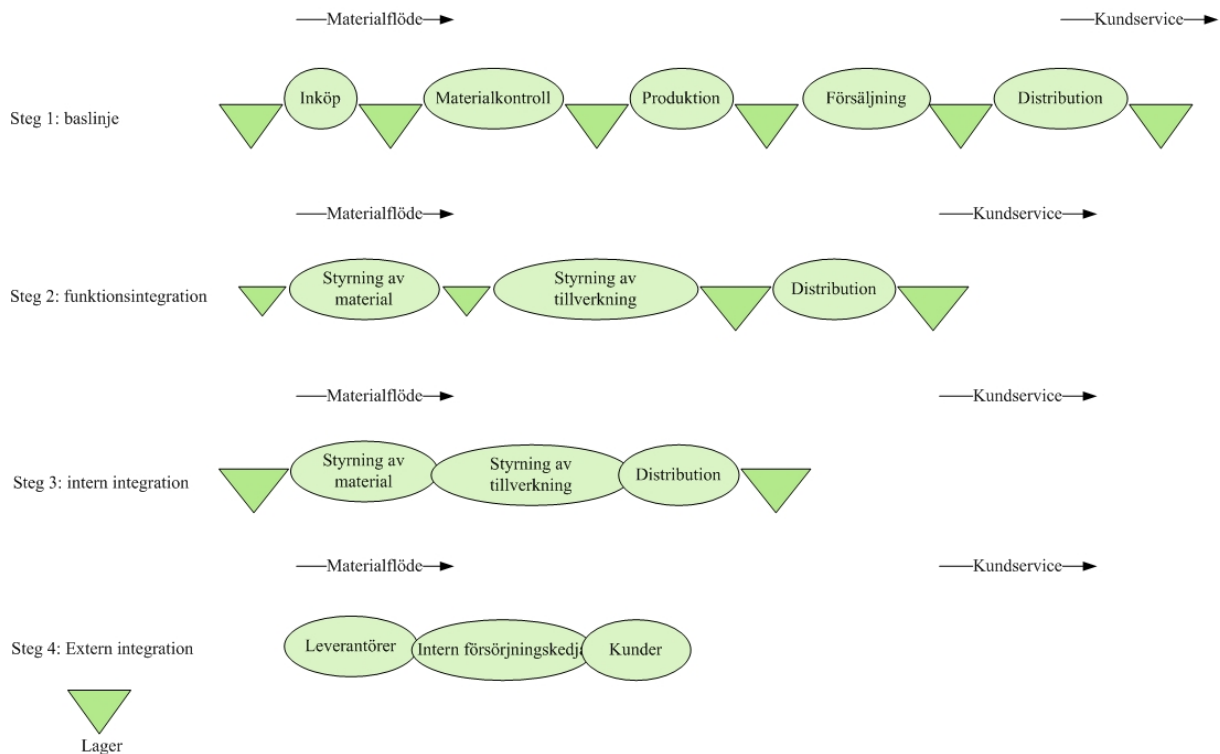 Materialflöde
Kundservice
Steg 1: baslinje
Inköp
Materialkontroll
Produktion
Försäljning
Distribution
Materialflöde
Kundservice
Steg 2: funktionsintegration
Styrning av
material
Styrning av
tillverkning
Distribution
Materialflöde
Kundservice
Steg 3: intern integration
Styrning av
material
Styrning av
tillverkning
Distribution
Materialflöde
Kundservice
Steg 4: Extern integration
Leverantörer
Intern försörjningskedja
Kunder
Lager